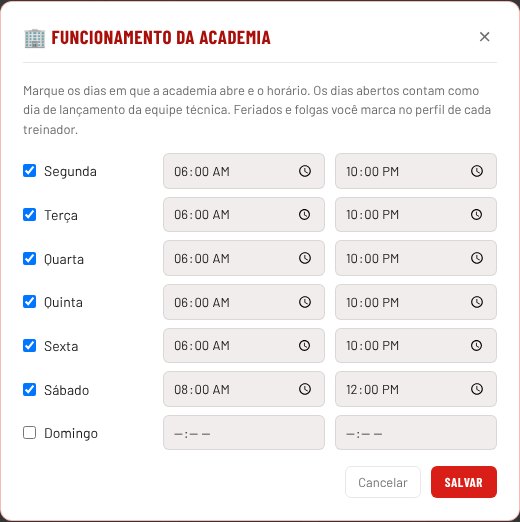 FUNCIONAMENTO DA ACADEMIA ×
Marque os dias em que a academia abre e o horário. Os dias abertos contam como
dia de lançamento da equipe técnica. Feriados e folgas você marca no perfil de cada
treinador.
Segunda 06:00 AM 10:00 PM
Terça 06:00 AM 10:00 PM
Quarta 06:00 AM 10:00 PM
Quinta 06:00 AM 10:00 PM
Sexta 06:00 AM 10:00 PM
Sábado 08:00 AM 12:00 PM
Domingo --:-- -- --:-- --
Cancelar SALVAR